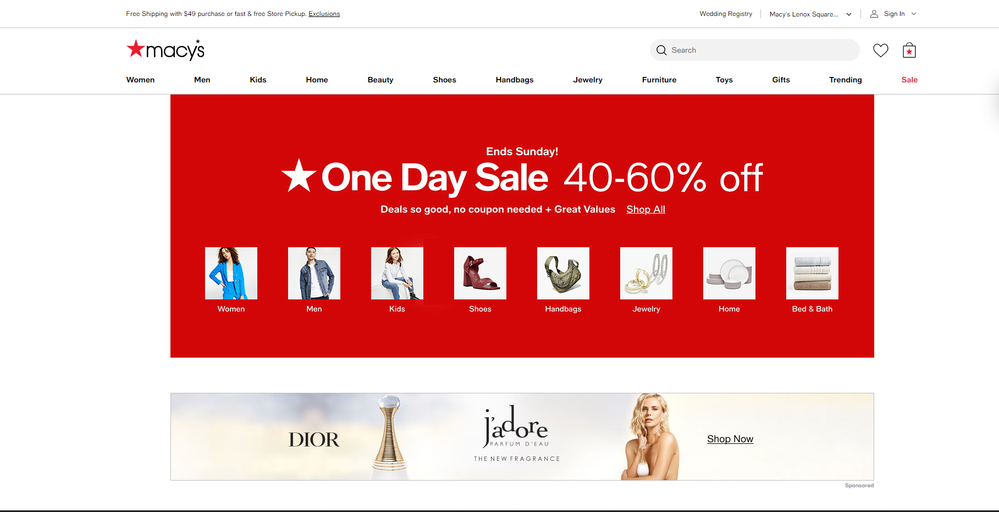 Free Shipping with $49 purchase or fast & free Store Pickup. Exclusions
Wedding Registry
Macy's Lenox Square...
Sign In
macy's
Search
Women
Men
Kids
Home
Beauty
Shoes
Handbags
Jewelry
Furniture
Toys
Gifts
Trending
Sale
Ends Sunday!
One Day Sale 40-60% off
Deals so good, no coupon needed + Great Values Shop All
Women
Men
Kids
Shoes
Handbags
Jewelry
Home
Bed & Bath
DIOR
j'adore
PARFUM D'EAU
THE NEW FRAGRANCE
Shop Now
Sponsored